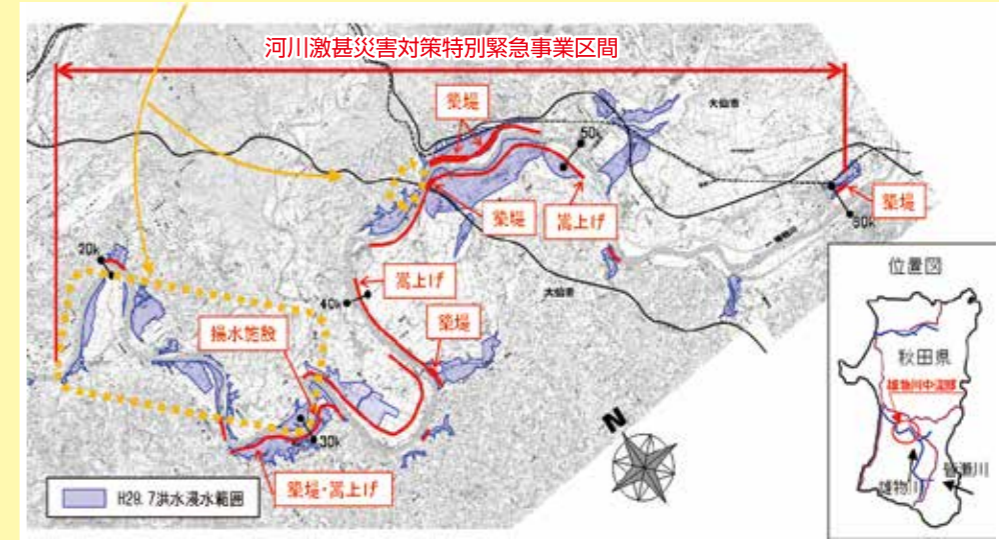 河川激甚災害対策特別緊急事業区間
築堤
大仙市
50k
築堤
嵩上げ
築堤
60k
20k
嵩上げ
40k
大仙市
築堤
揚水施設
30k
築堤・嵩上げ
N
H29.7洪水浸水範囲
位置図
秋田県
雄物川中流部
皆瀬川
雄物川